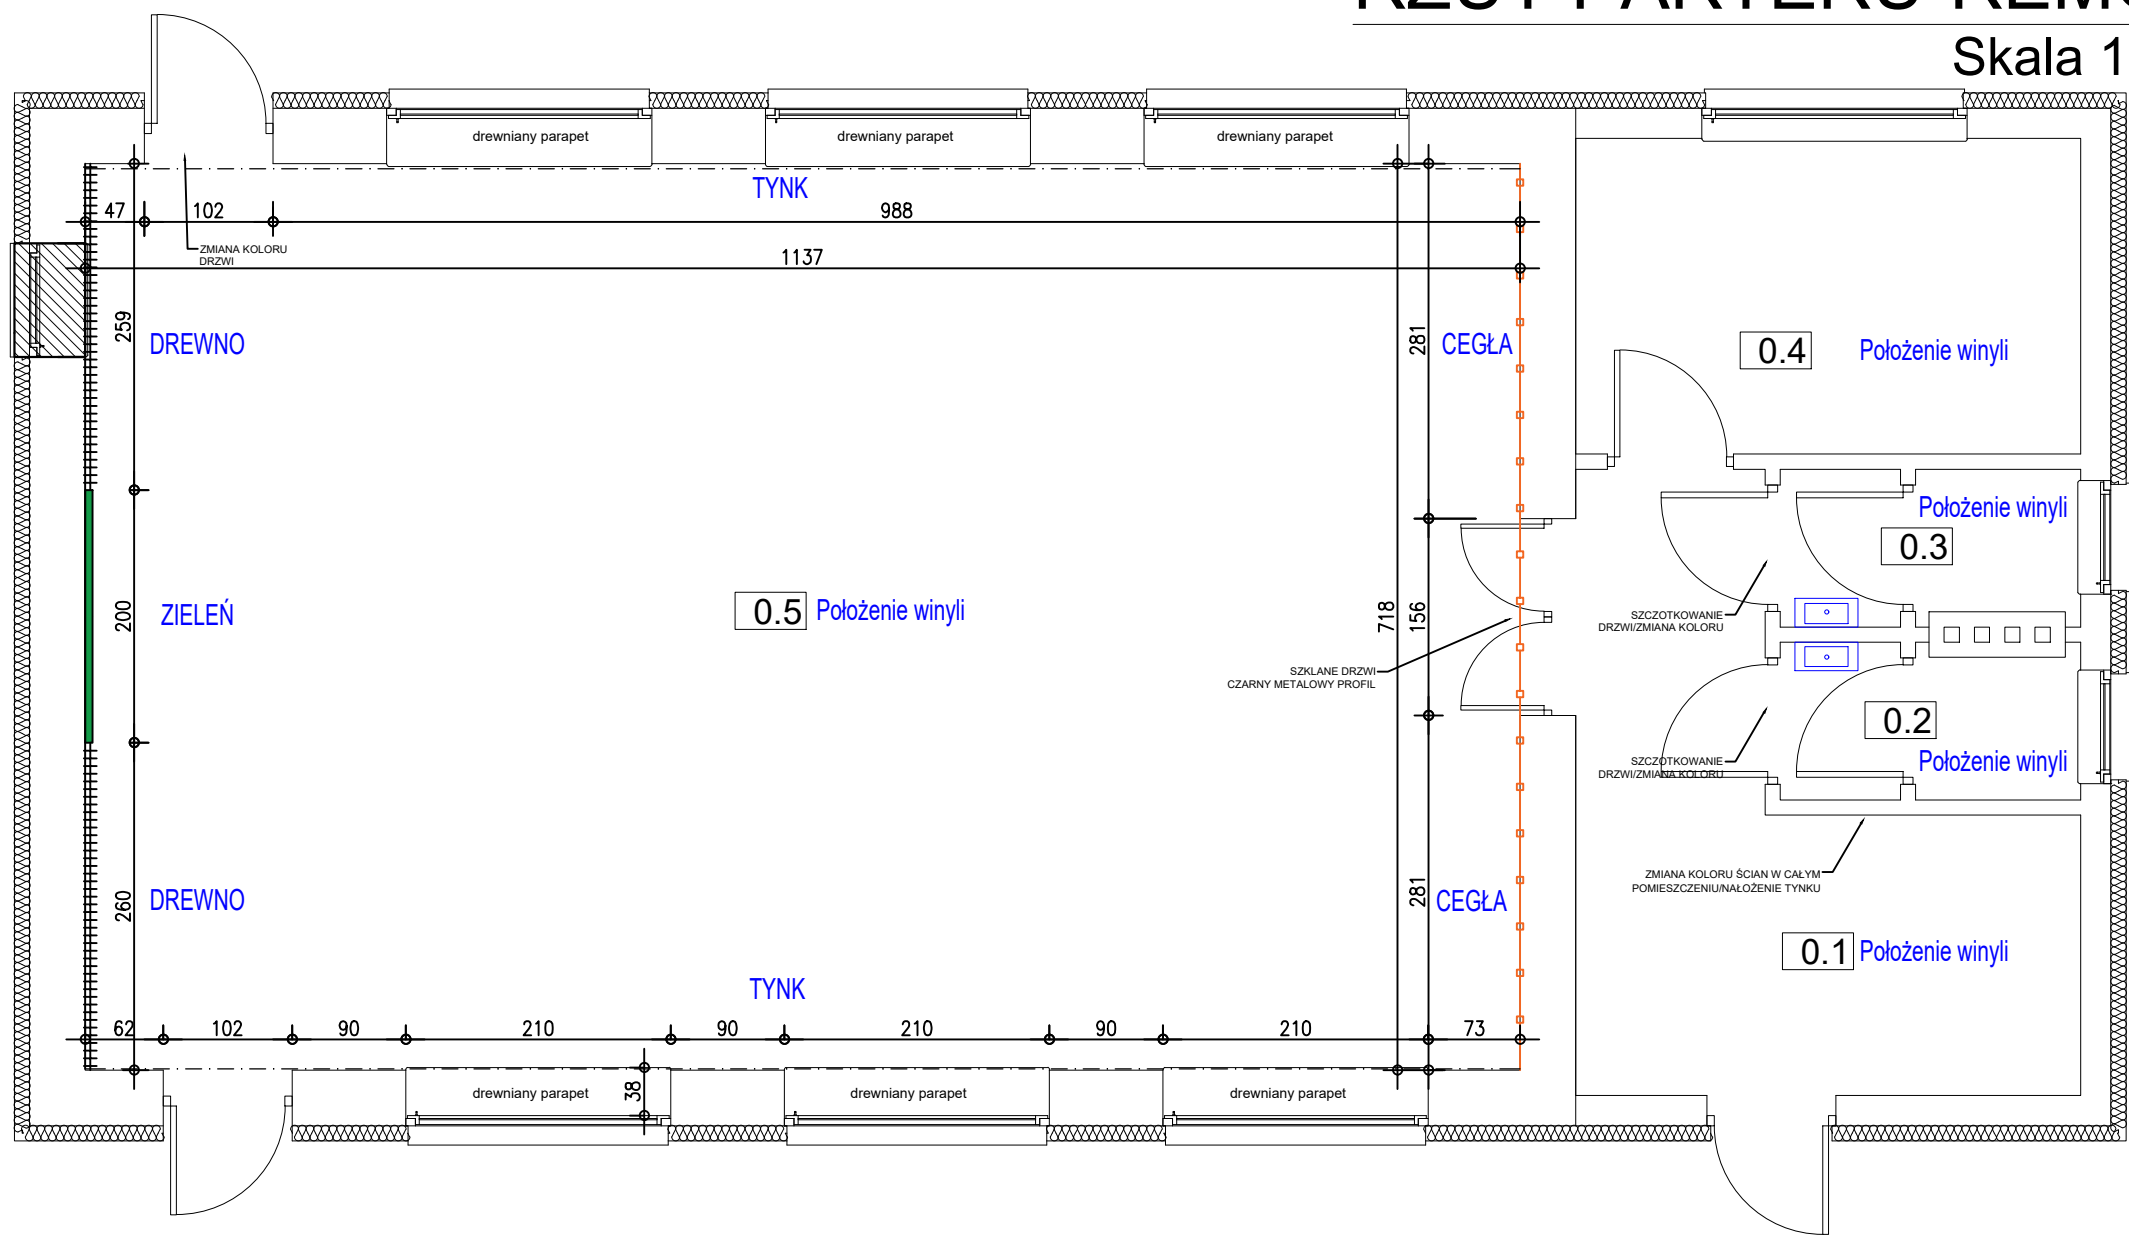 Skala 1
drewniany parapet
drewniany parapet
drewniany parapet
TYNK
47
102
988
ZMIANA KOLORU
DRZWI
1137
259
DREWNO
281
CEGŁA
0.4
Położenie winyli
Położenie winyli
0.3
200
ZIELEŃ
0.5
Położenie winyli
718
156
SZCZOTKOWANIE
DRZWI/ZMIANA KOLORU
SZKLANE DRZWI
CZARNY METALOWY PROFIL
0.2
Położenie winyli
SZCZOTKOWANIE
DRZWI/ZMIANA KOLORU
260
DREWNO
281
CEGŁA
ZMIANA KOLORU ŚCIAN W CAŁYM
POMIESZCZENIU/NAŁOŻENIE TYNKU
0.1
Położenie winyli
TYNK
62
102
90
210
90
210
90
210
73
38
drewniany parapet
drewniany parapet
drewniany parapet